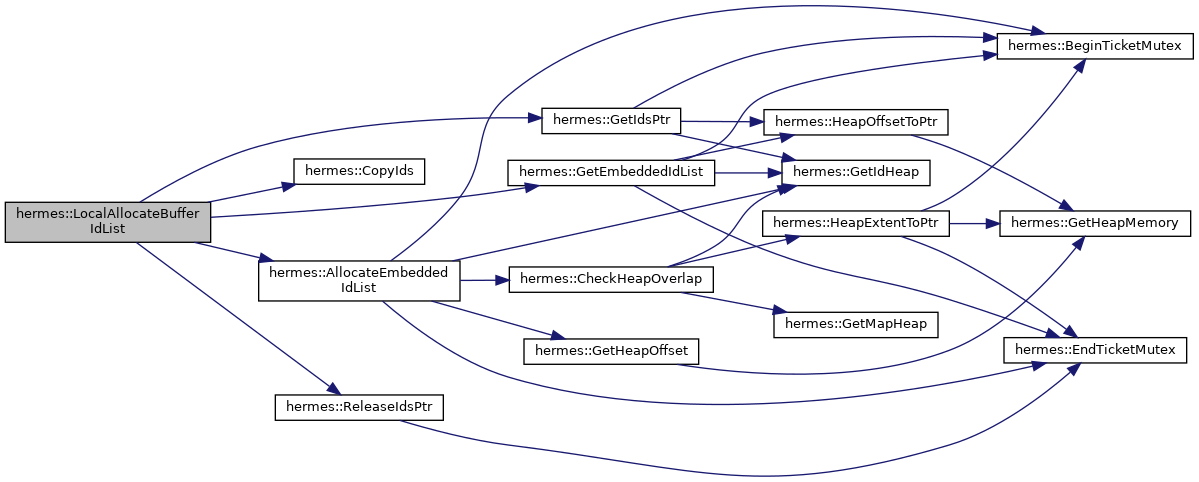 hermes::LocalAllocateBuffer
IdList
hermes::CopyIds
hermes::AllocateEmbedded
IdList
hermes::ReleaseIdsPtr
hermes::GetIdsPtr
hermes::GetEmbeddedIdList
hermes::CheckHeapOverlap
hermes::GetHeapOffset
hermes::HeapOffsetToPtr
hermes::GetIdHeap
hermes::HeapExtentToPtr
hermes::GetMapHeap
hermes::BeginTicketMutex
hermes::GetHeapMemory
hermes::EndTicketMutex